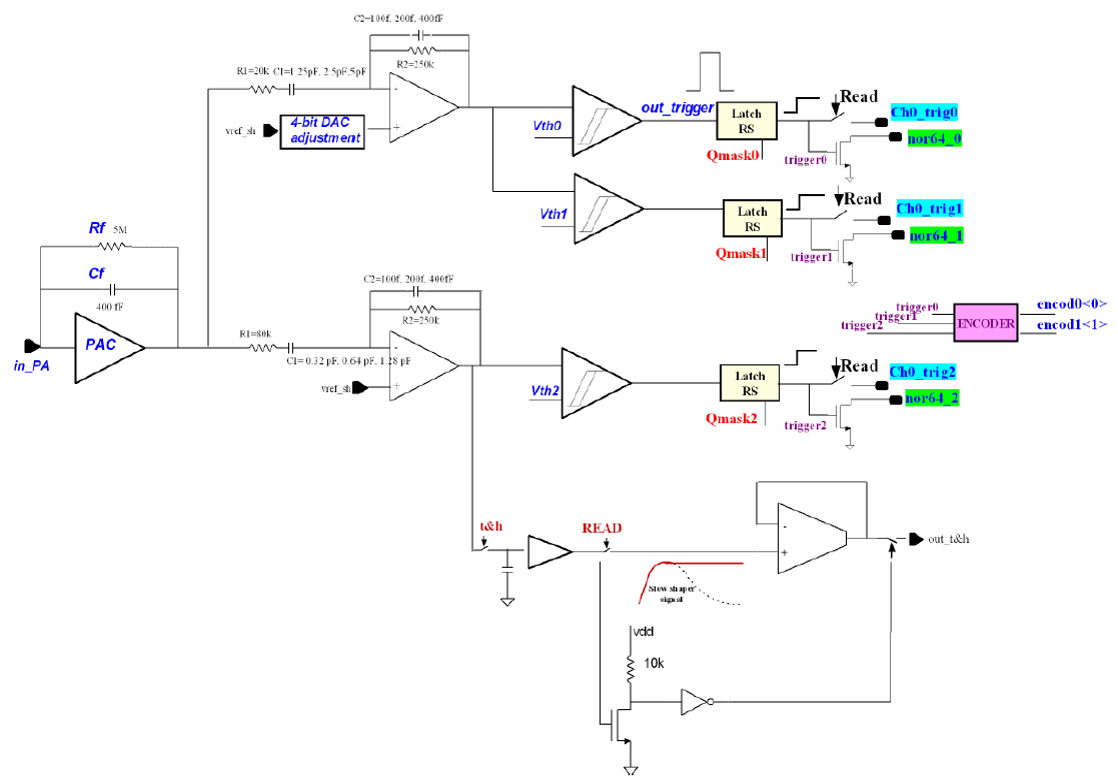 C2=100f, 200f, 400fF
R2=250k
R1=20k
C1=1.25pF, 2.5pF,5pF
-
+
vref_sh
4-bit DAC
adjustment
Vth0
out_trigger
Latch
RS
Qmask0
Read
Ch0_trig0
nor64_0
trigger0
Vth1
Latch
RS
Qmask1
Read
Ch0_trig1
nor64_1
trigger1
Rf 5M
Cf
400 fF
PAC
in_PA
C2=100f, 200f, 400fF
R2=250k
R1=80k
C1= 0.32 pF, 0.64 pF, 1.28 pF
-
+
vref_sh
Vth2
Latch
RS
Qmask2
Read
Ch0_trig2
nor64_2
trigger2
trigger0
trigger1
trigger2
ENCODER
encod0<0>
encod1<1>
t&h
READ
-
+
out_t&h
Slow shaper
signal
vdd
10k